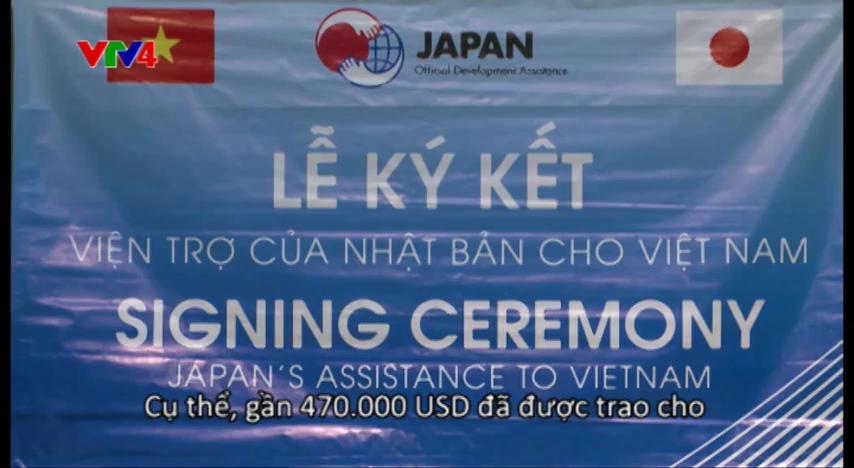 VTV4
JAPAN
Official Development Assistance
LỄ KÝ KẾT
VIỆN TRỢ CỦA NHẬT BẢN CHO VIỆT NAM
SIGNING CEREMONY
JAPAN'S ASSISTANCE TO VIETNAM
Cụ thể, gần 470.000 USD đã được trao cho